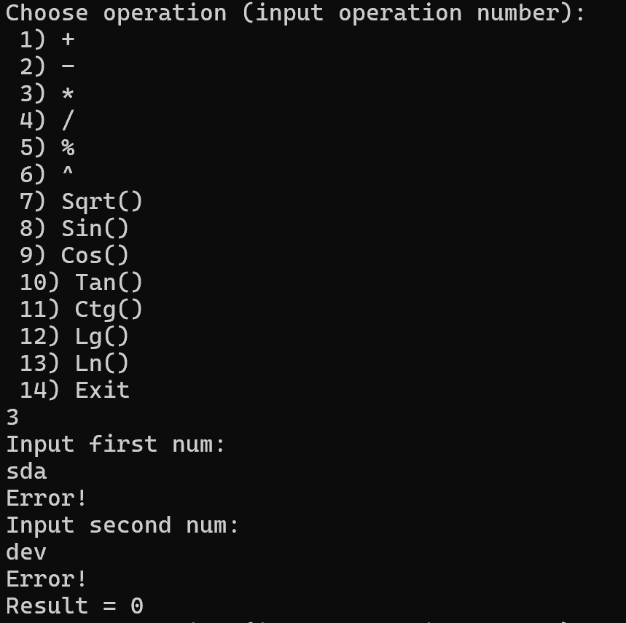 Choose operation (input operation number):
1) +
2) -
3) *
4) /
5) %
6) ^
7) Sqrt()
8) Sin()
9) Cos()
10) Tan()
11) Ctg()
12) Lg()
13) Ln()
14) Exit
3
Input first num:
sda
Error!
Input second num:
dev
Error!
Result = 0